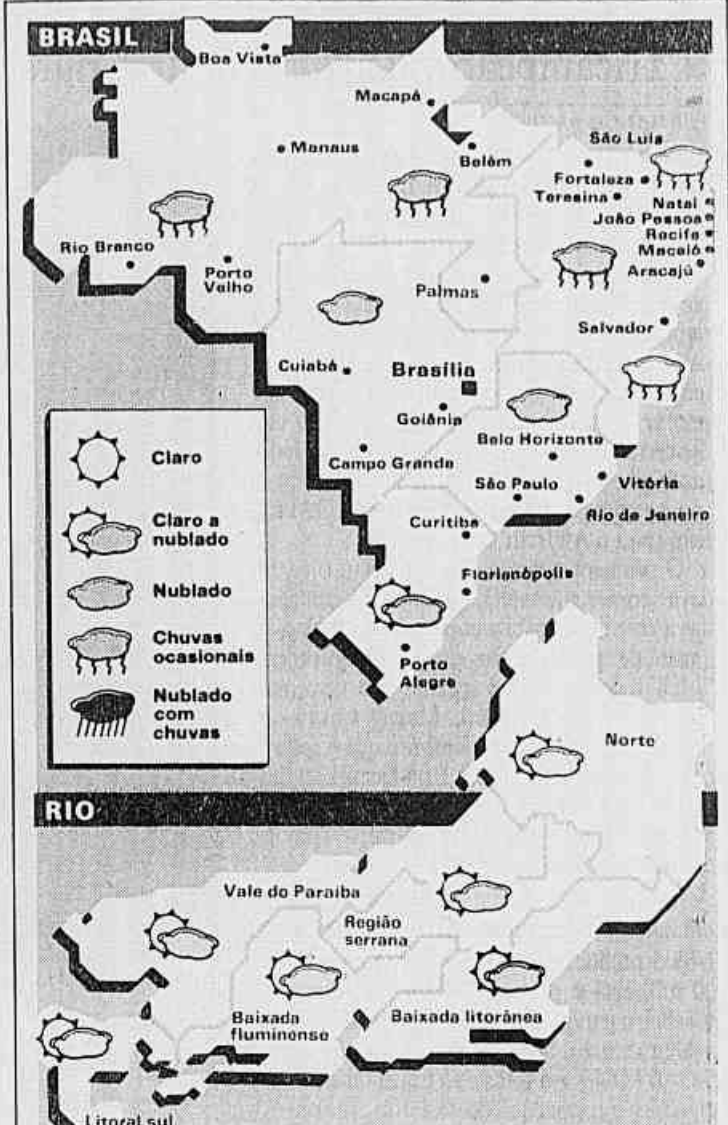 BRASIL
Boa Vista
Macapá
Manaus
Belém
São Luís
Fortaleza
Teresina
Natal
João Pessoa
Recife
Maceió
Aracajú
Rio Branco
Porto
Velho
Palmas
Salvador
Cuiabá
Brasília
Goiânia
Belo Horizonte
Campo Grande
São Paulo
Vitória
Rio de Janeiro
Curitiba
Florianópolis
Porto
Alegre
Claro
Claro a
nublado
Nublado
Chuvas
ocasionais
Nublado
com
chuvas
RIO
Norte
Vale do Paraíba
Região
serrana
Baixada
fluminense
Baixada litorânea
Litoral sul